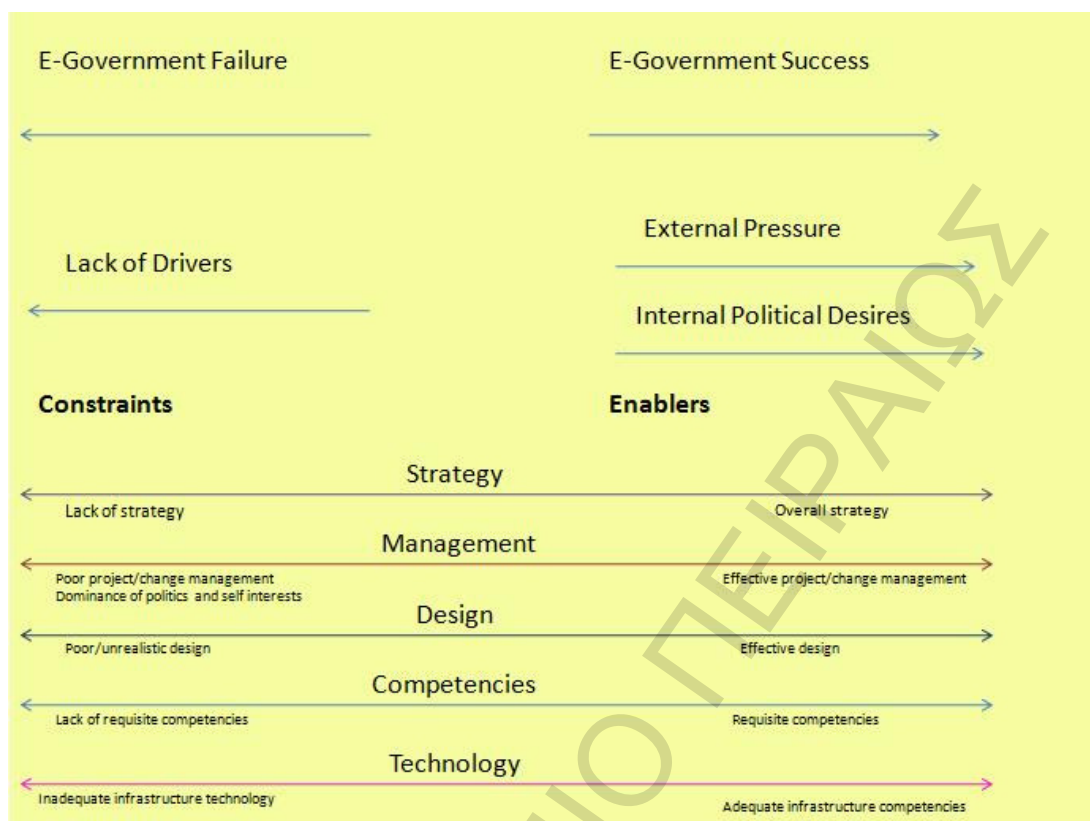 E-Government Failure
E-Government Success
External Pressure
Lack of Drivers
Internal Political Desires
Constraints
Enablers
Strategy
Lack of strategy
Overall strategy
Management
Poor project/change management
Dominance of politics and self interests
Effective project/change management
Design
Poor/unrealistic design
Effective design
Competencies
Lack of requisite competencies
Requisite competencies
Technology
Inadequate infrastructure technology
Adequate infrastructure competencies
ΠΕΙΡΑΙΩΣ